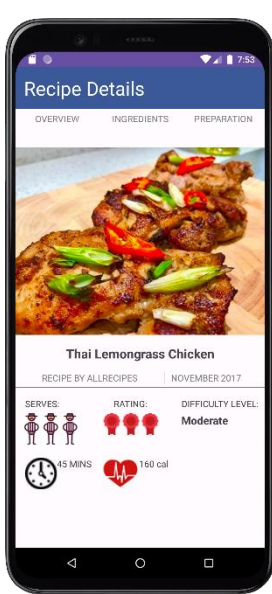 7:53
Recipe Details
OVERVIEW INGREDIENTS PREPARATION
Thai Lemongrass Chicken
RECIPE BY ALLRECIPES NOVEMBER 2017
SERVES: RATING: DIFFICULTY LEVEL:
Moderate
45 MINS 160 cal